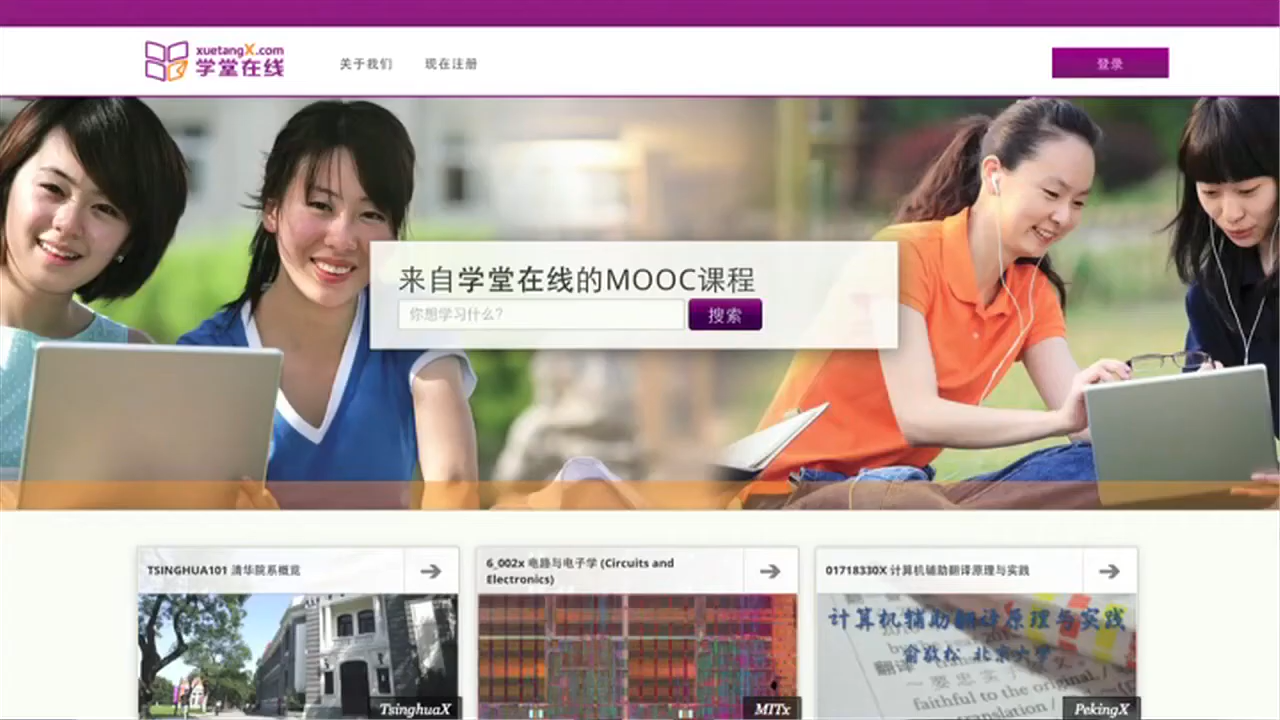 xuetangX.com
学堂在线
关于我们
现在注册
登录
来自学堂在线的MOOC课程
你想学习什么?
搜索
TSINGHUA101 清华院系概览
6_002x 电路与电子学 (Circuits and
Electronics)
01718330X 计算机辅助翻译原理与实践
计算机辅助翻译原理与实践
俞敬松 北京大学
翻译
faithful to the original /
translation /
TsinghuaX
MITx
PekingX